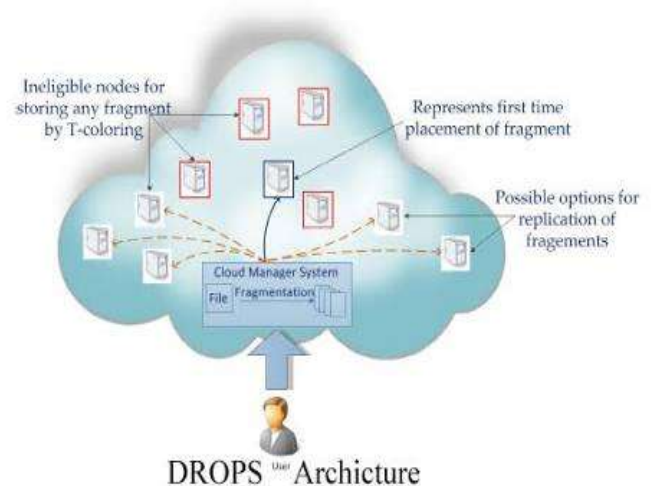 Ineligible nodes for
storing any fragment
by T-coloring
Represents first time
placement of fragment
Possible options for
replication of
fragements
Cloud Manager System
File
Fragmentation
User
DROPS Archicture